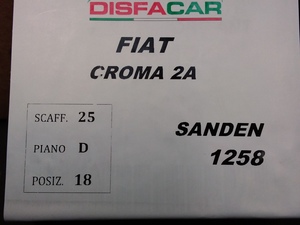 DISFACAR
FIAT
CROMA 2A
SCAFF. 25
PIANO D
POSIZ. 18
SANDEN
1258